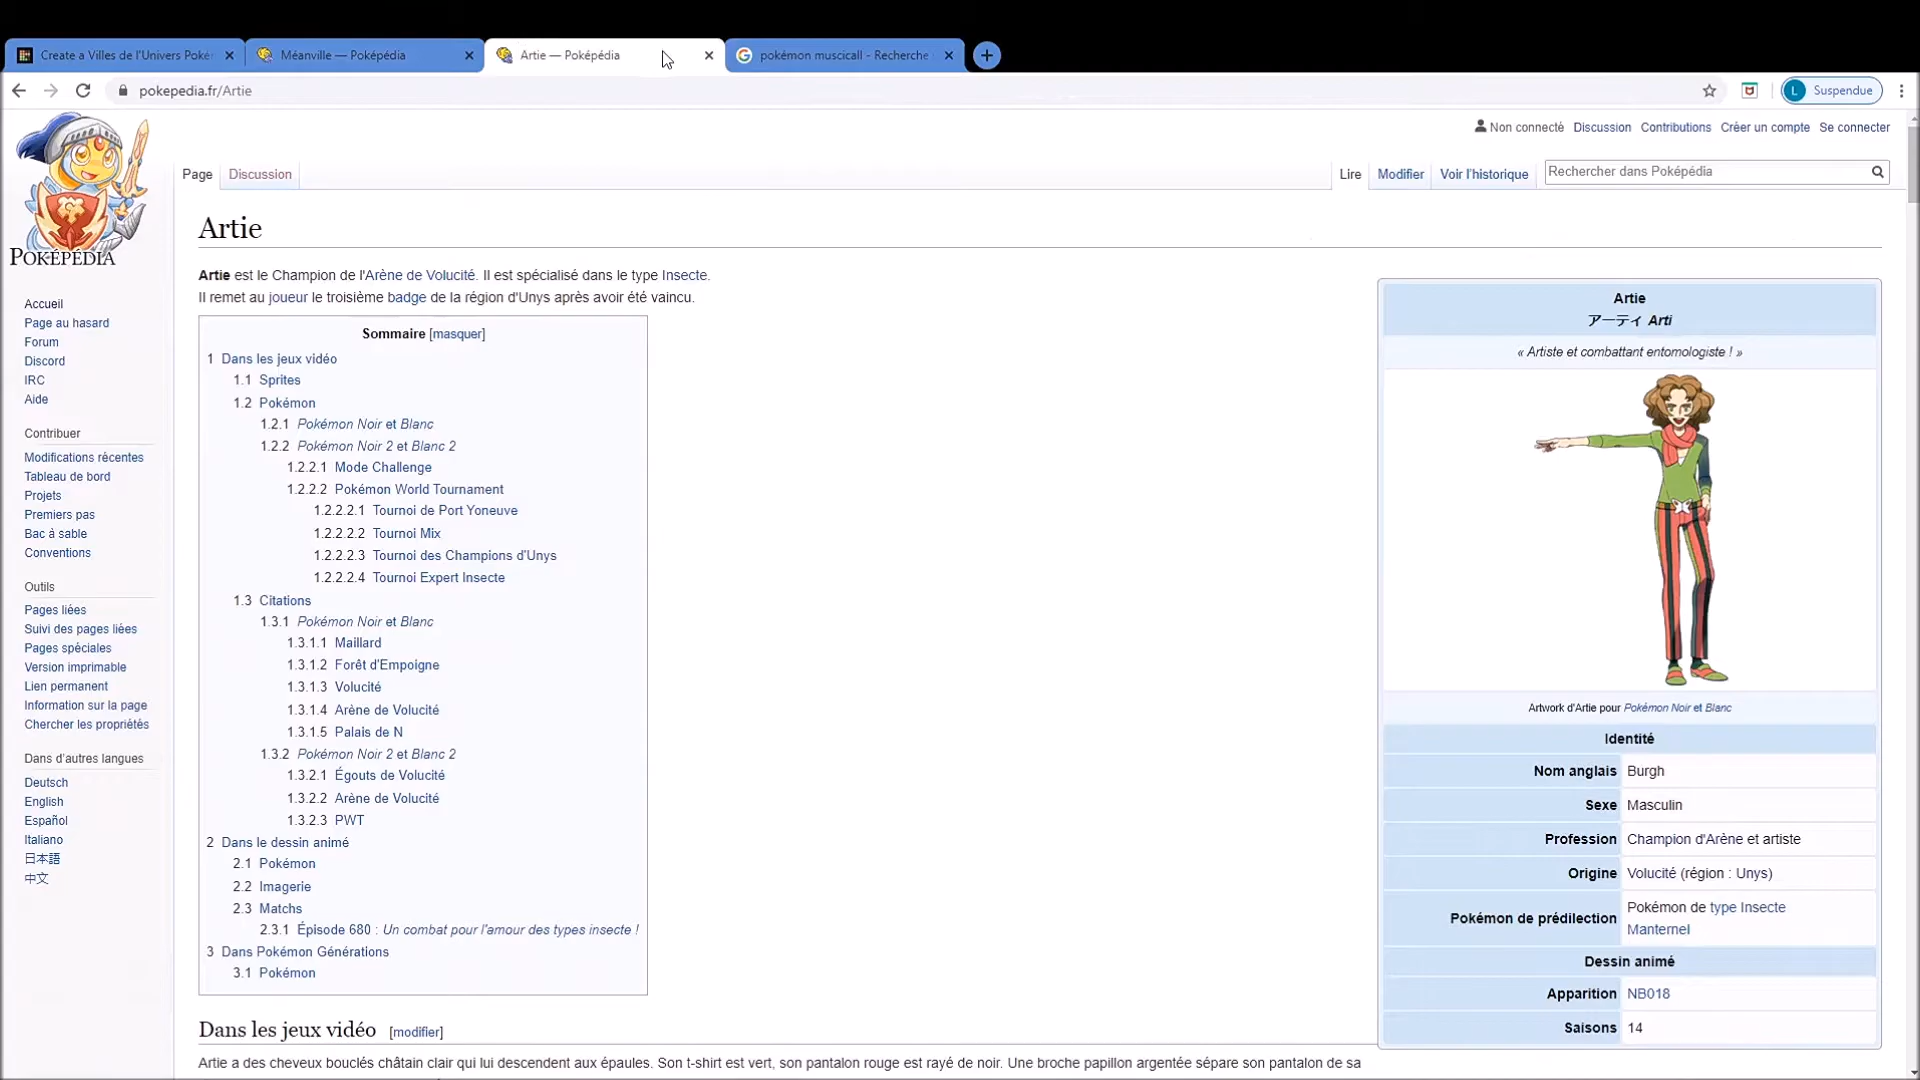 Create a Villes de l'Univers Poké
Méanville — Poképédia
Artie — Poképédia
pokémon muscicall - Recherche
pokepedia.fr/Artie
L Suspendue
Non connecté Discussion Contributions Créer un compte Se connecter
Page Discussion
Lire Modifier Voir l'historique
Rechercher dans Poképédia
POKÉPÉDIA
Accueil
Page au hasard
Forum
Discord
IRC
Aide
Contribuer
Modifications récentes
Tableau de bord
Projets
Premiers pas
Bac à sable
Conventions
Outils
Pages liées
Suivi des pages liées
Pages spéciales
Version imprimable
Lien permanent
Information sur la page
Chercher les propriétés
Dans d'autres langues
Deutsch
English
Español
Italiano
日本語
中文
Artie
Artie est le Champion de l'Arène de Volucité. Il est spécialisé dans le type Insecte.
Il remet au joueur le troisième badge de la région d'Unys après avoir été vaincu.
Sommaire [masquer]
1 Dans les jeux vidéo
1.1 Sprites
1.2 Pokémon
1.2.1 Pokémon Noir et Blanc
1.2.2 Pokémon Noir 2 et Blanc 2
1.2.2.1 Mode Challenge
1.2.2.2 Pokémon World Tournament
1.2.2.2.1 Tournoi de Port Yoneuve
1.2.2.2.2 Tournoi Mix
1.2.2.2.3 Tournoi des Champions d'Unys
1.2.2.2.4 Tournoi Expert Insecte
1.3 Citations
1.3.1 Pokémon Noir et Blanc
1.3.1.1 Maillard
1.3.1.2 Forêt d'Empoigne
1.3.1.3 Volucité
1.3.1.4 Arène de Volucité
1.3.1.5 Palais de N
1.3.2 Pokémon Noir 2 et Blanc 2
1.3.2.1 Égouts de Volucité
1.3.2.2 Arène de Volucité
1.3.2.3 PWT
2 Dans le dessin animé
2.1 Pokémon
2.2 Imagerie
2.3 Matchs
2.3.1 Épisode 680 : Un combat pour l'amour des types insecte !
3 Dans Pokémon Générations
3.1 Pokémon
Dans les jeux vidéo [modifier]
Artie a des cheveux bouclés châtain clair qui lui descendent aux épaules. Son t-shirt est vert, son pantalon rouge est rayé de noir. Une broche papillon argentée sépare son pantalon de sa
Artie
アーティ Arti
« Artiste et combattant entomologiste ! »
Artwork d'Artie pour Pokémon Noir et Blanc
Identité
Nom anglais Burgh
Sexe Masculin
Profession Champion d'Arène et artiste
Origine Volucité (région : Unys)
Pokémon de prédilection Pokémon de type Insecte
Manternel
Dessin animé
Apparition NB018
Saisons 14